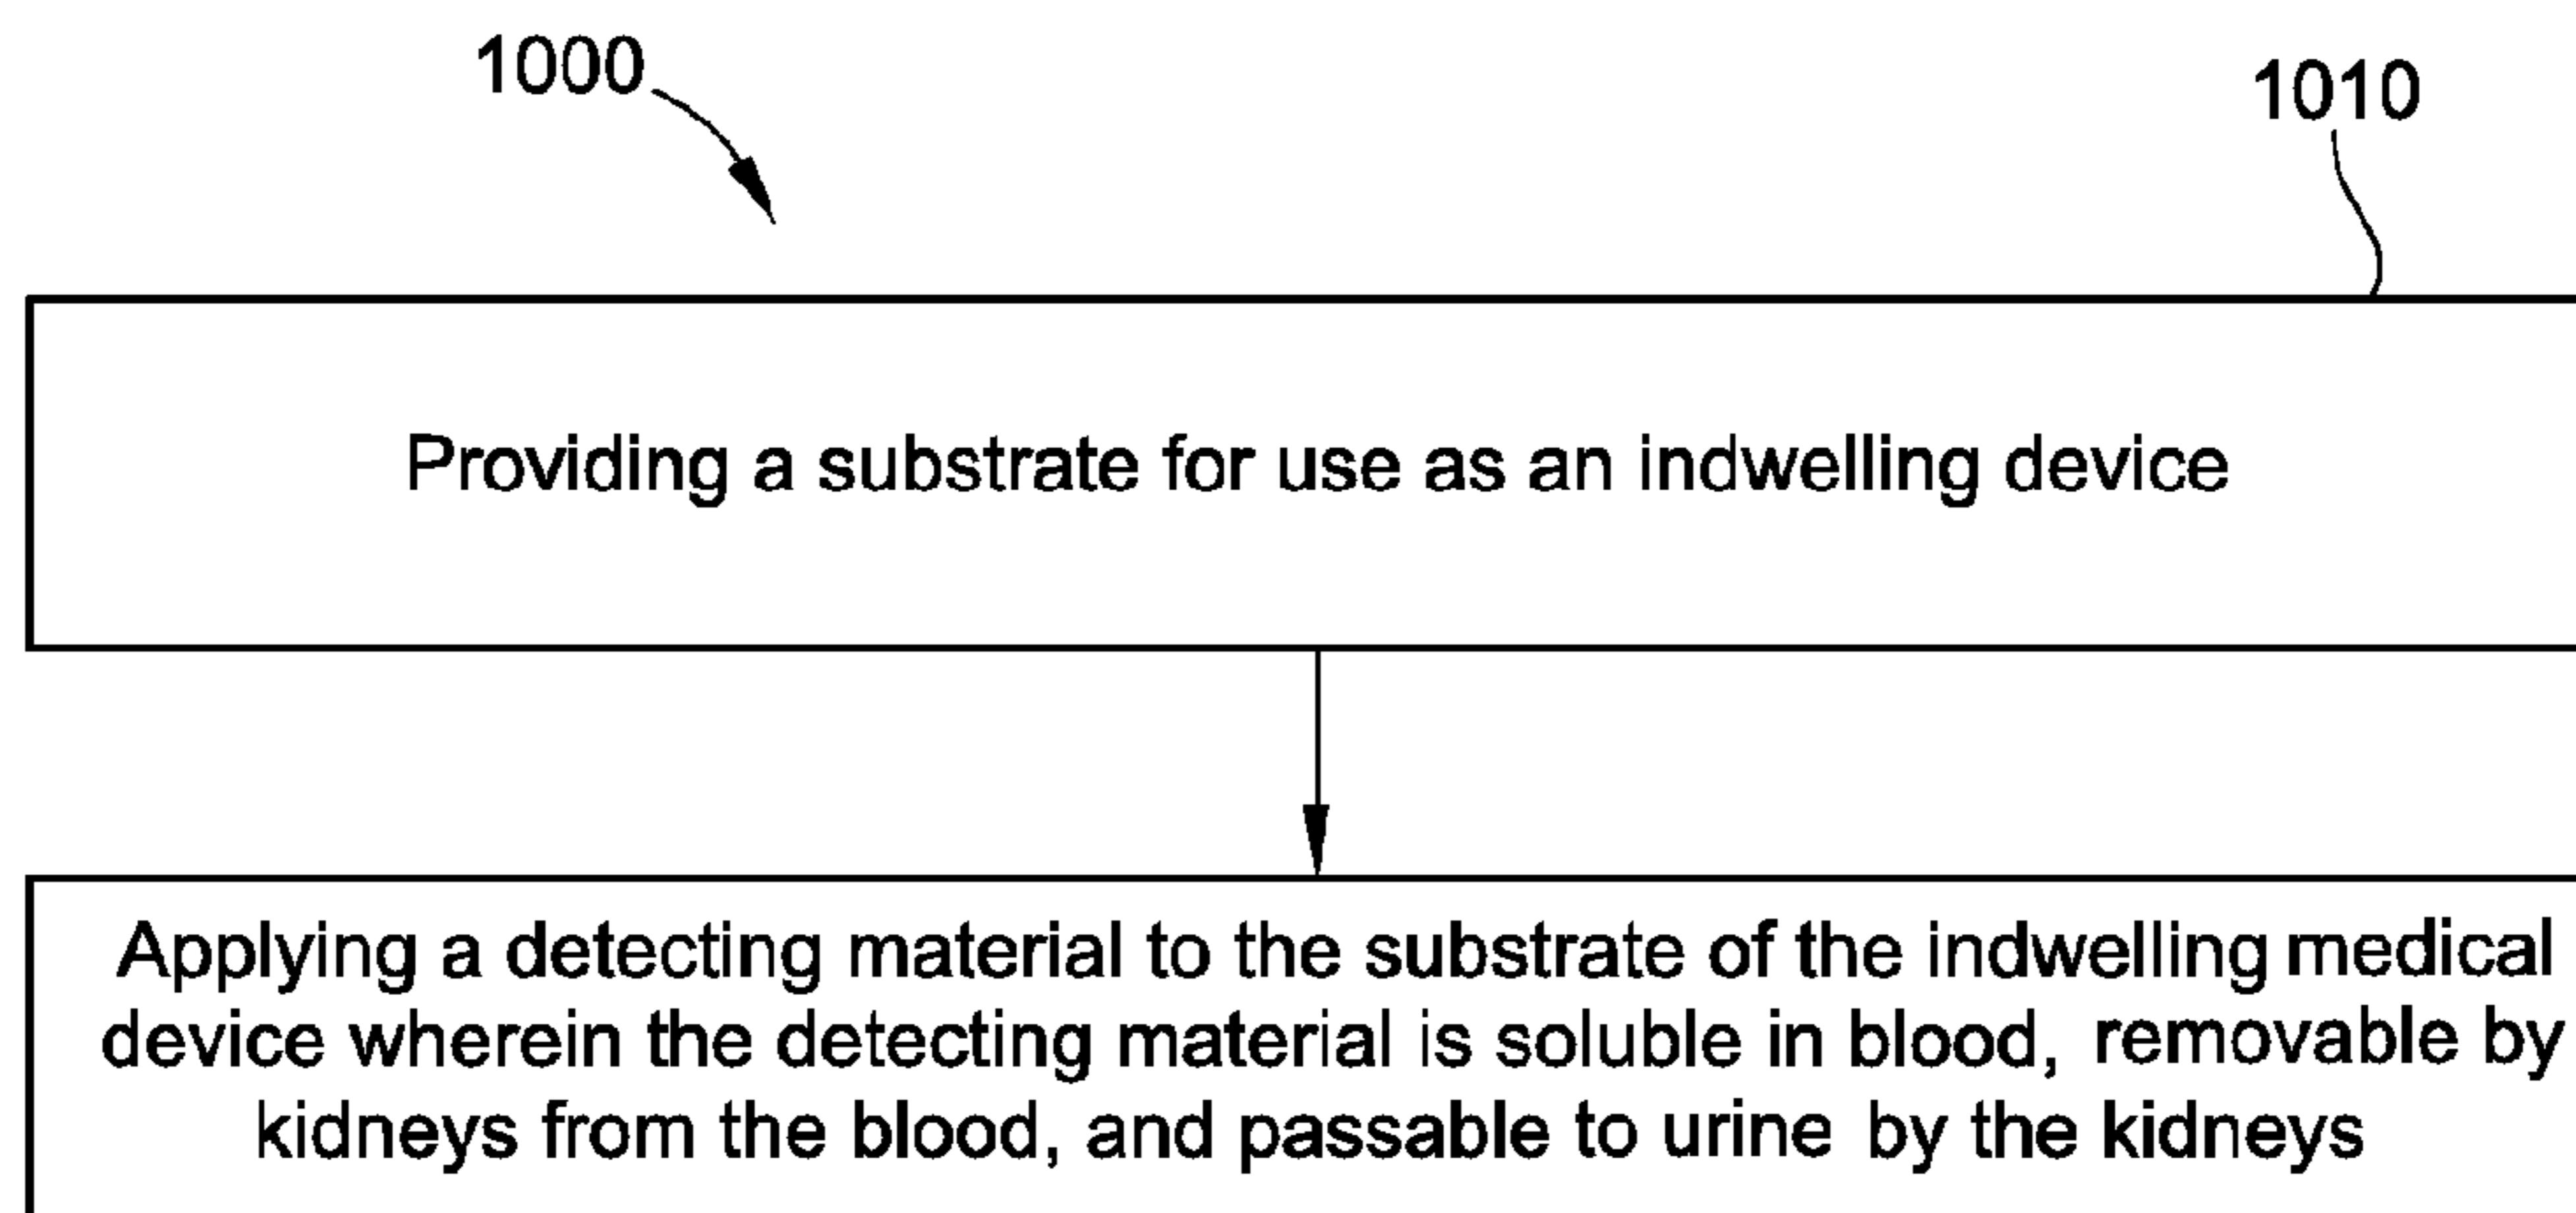 1000
1010
Providing a substrate for use as an indwelling device
Applying a detecting material to the substrate of the indwelling medical
device wherein the detecting material is soluble in blood, removable by
kidneys from the blood, and passable to urine by the kidneys